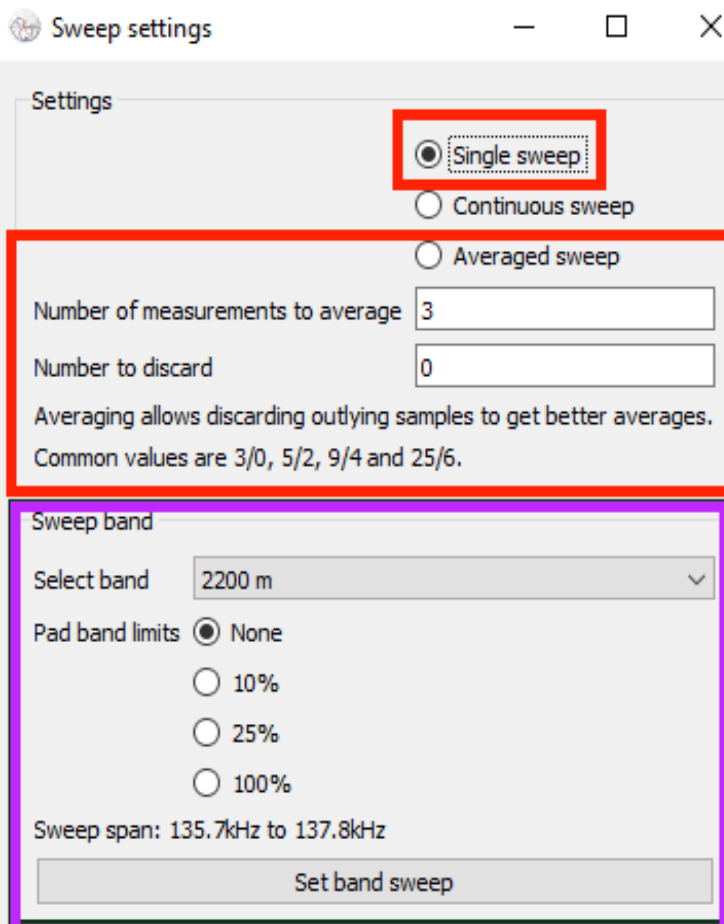 Sweep settings
Settings
Single sweep
Continuous sweep
Averaged sweep
Number of measurements to average 3
Number to discard 0
Averaging allows discarding outlying samples to get better averages.
Common values are 3/0, 5/2, 9/4 and 25/6.
Sweep band
Select band 2200 m
Pad band limits None
10%
25%
100%
Sweep span: 135.7kHz to 137.8kHz
Set band sweep